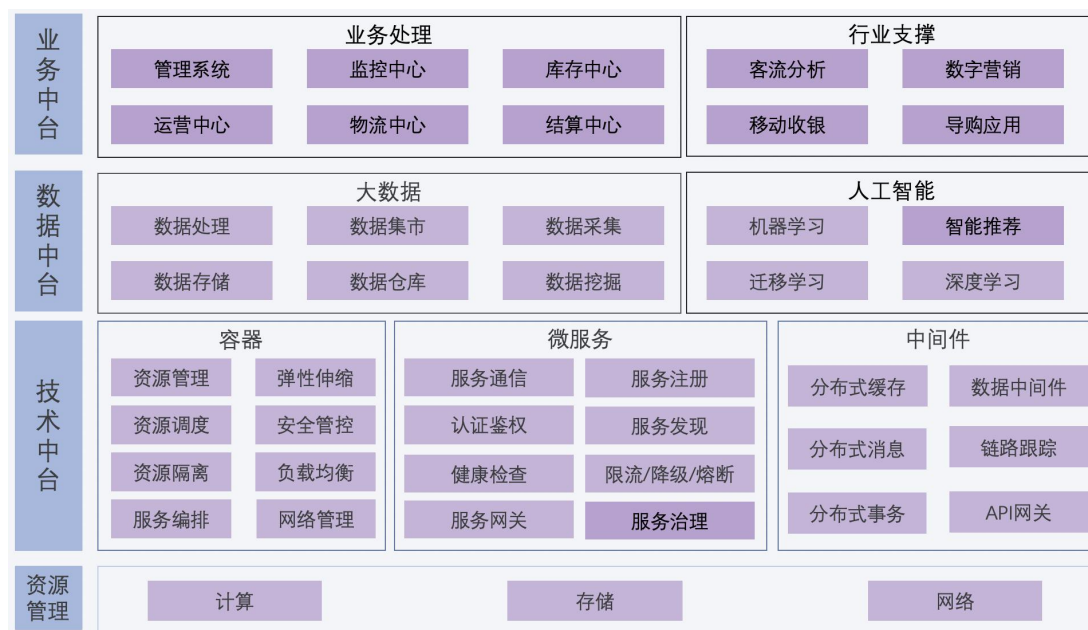 业务中台
业务处理
管理系统 监控中心 库存中心
运营中心 物流中心 结算中心
行业支撑
客流分析 数字营销
移动收银 导购应用
数据中台
大数据
数据处理 数据集市 数据采集
数据存储 数据仓库 数据挖掘
人工智能
机器学习 智能推荐
迁移学习 深度学习
技术中台
容器
资源管理 弹性伸缩
资源调度 安全管控
资源隔离 负载均衡
服务编排 网络管理
微服务
服务通信 服务注册
认证鉴权 服务发现
健康检查 限流/降级/熔断
服务网关 服务治理
中间件
分布式缓存 数据中间件
分布式消息 链路跟踪
分布式事务 API网关
资源
管理
计算 存储 网络